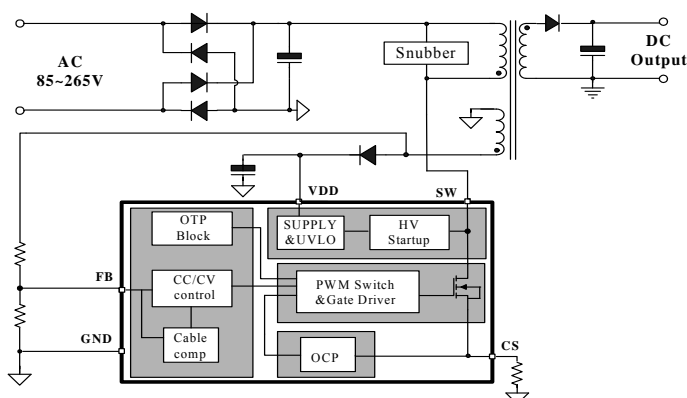 AC
85~265V
Snubber
DC
Output
VDD
SW
OTP
Block
SUPPLY
&UVLO
HV
Startup
FB
CC/CV
control
PWM Switch
&Gate Driver
GND
Cable
comp
OCP
CS